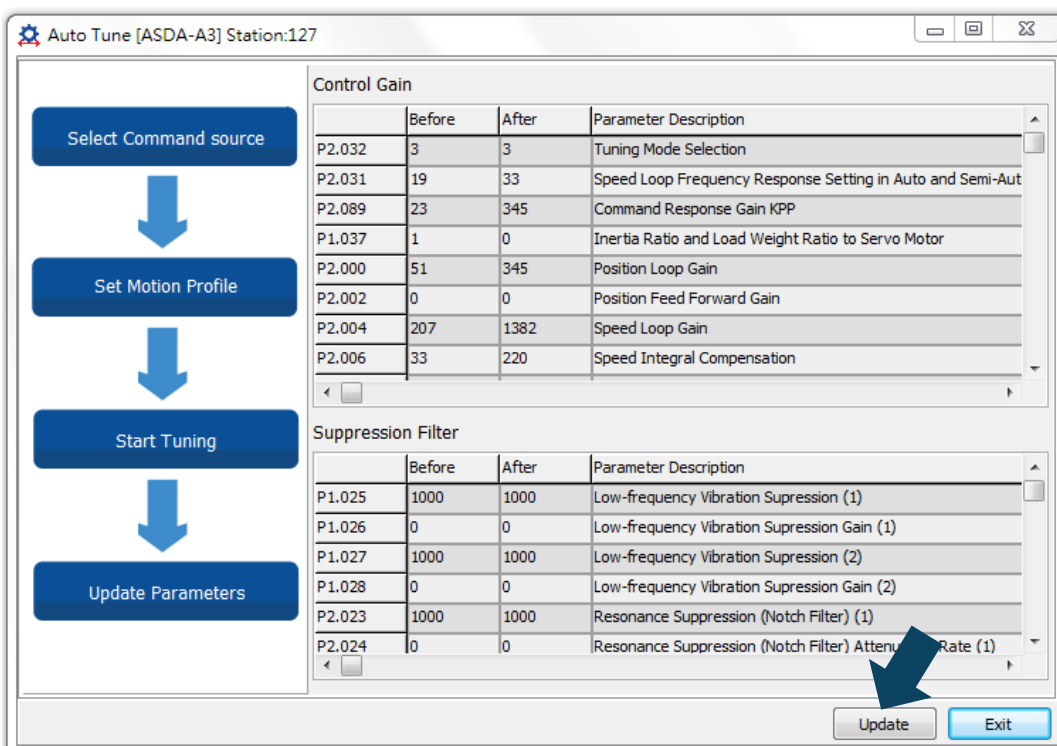 Auto Tune [ASDA-A3] Station:127
Select Command source
Set Motion Profile
Start Tuning
Update Parameters
Control Gain
Before After Parameter Description
P2.032 3 3 Tuning Mode Selection
P2.031 19 33 Speed Loop Frequency Response Setting in Auto and Semi-Aut
P2.089 23 345 Command Response Gain KPP
P1.037 1 0 Inertia Ratio and Load Weight Ratio to Servo Motor
P2.000 51 345 Position Loop Gain
P2.002 0 0 Position Feed Forward Gain
P2.004 207 1382 Speed Loop Gain
P2.006 33 220 Speed Integral Compensation
Suppression Filter
Before After Parameter Description
P1.025 1000 1000 Low-frequency Vibration Supression (1)
P1.026 0 0 Low-frequency Vibration Supression Gain (1)
P1.027 1000 1000 Low-frequency Vibration Supression (2)
P1.028 0 0 Low-frequency Vibration Supression Gain (2)
P2.023 1000 1000 Resonance Suppression (Notch Filter) (1)
P2.024 0 0 Resonance Suppression (Notch Filter) Rate (1)
Update Exit